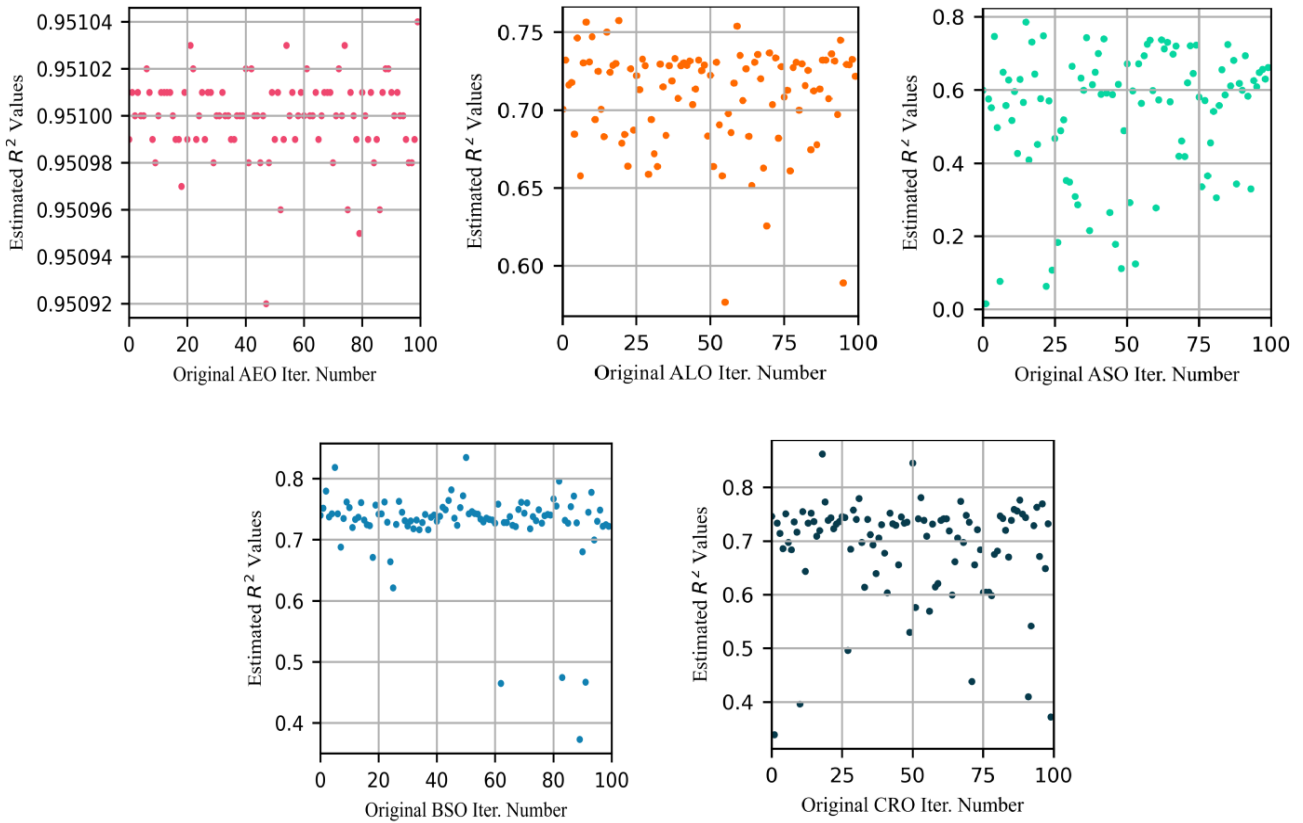 Estimated R² Values
0.95104
0.95102
0.95100
0.95098
0.95096
0.95094
0.95092
0 20 40 60 80 100
Original AEO Iter. Number
Estimated R² Values
0.75
0.70
0.65
0.60
0 25 50 75 100
Original ALO Iter. Number
Estimated R² Values
0.8
0.6
0.4
0.2
0.0
0 25 50 75 100
Original ASO Iter. Number
Estimated R² Values
0.8
0.7
0.6
0.5
0.4
0 20 40 60 80 100
Original BSO Iter. Number
Estimated R² Values
0.8
0.7
0.6
0.5
0.4
0 25 50 75 100
Original CRO Iter. Number